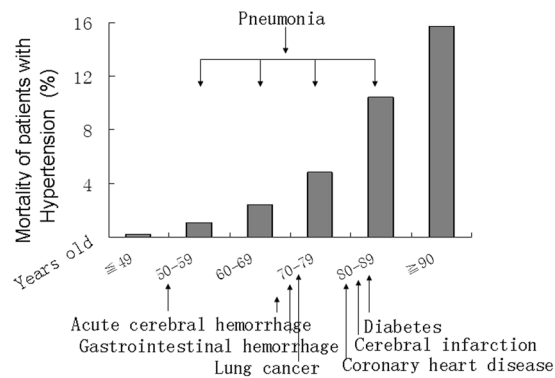 Pneumonia
16
12
8
4
Mortality of patients with
Hypertension (%)
Years old
≦49
50-59
60-69
70-79
80-89
≥90
Acute cerebral hemorrhage
Gastrointestinal hemorrhage
Lung cancer
Diabetes
Cerebral infarction
Coronary heart disease